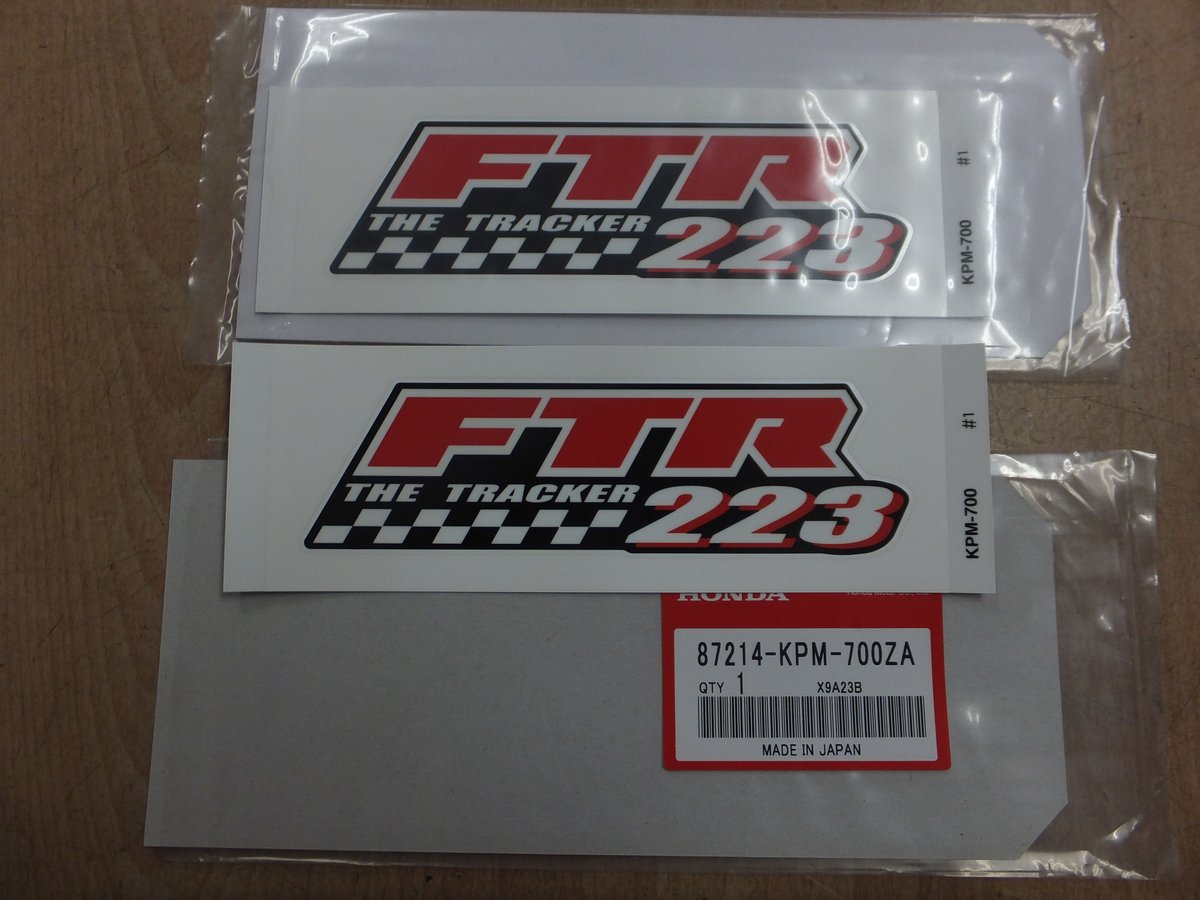 FTR
THE TRACKER 223
#1
KPM-700
FTR
THE TRACKER 223
#1
KPM-700
HONDA
87214-KPM-700ZA
QTY 1 X9A23B
MADE IN JAPAN